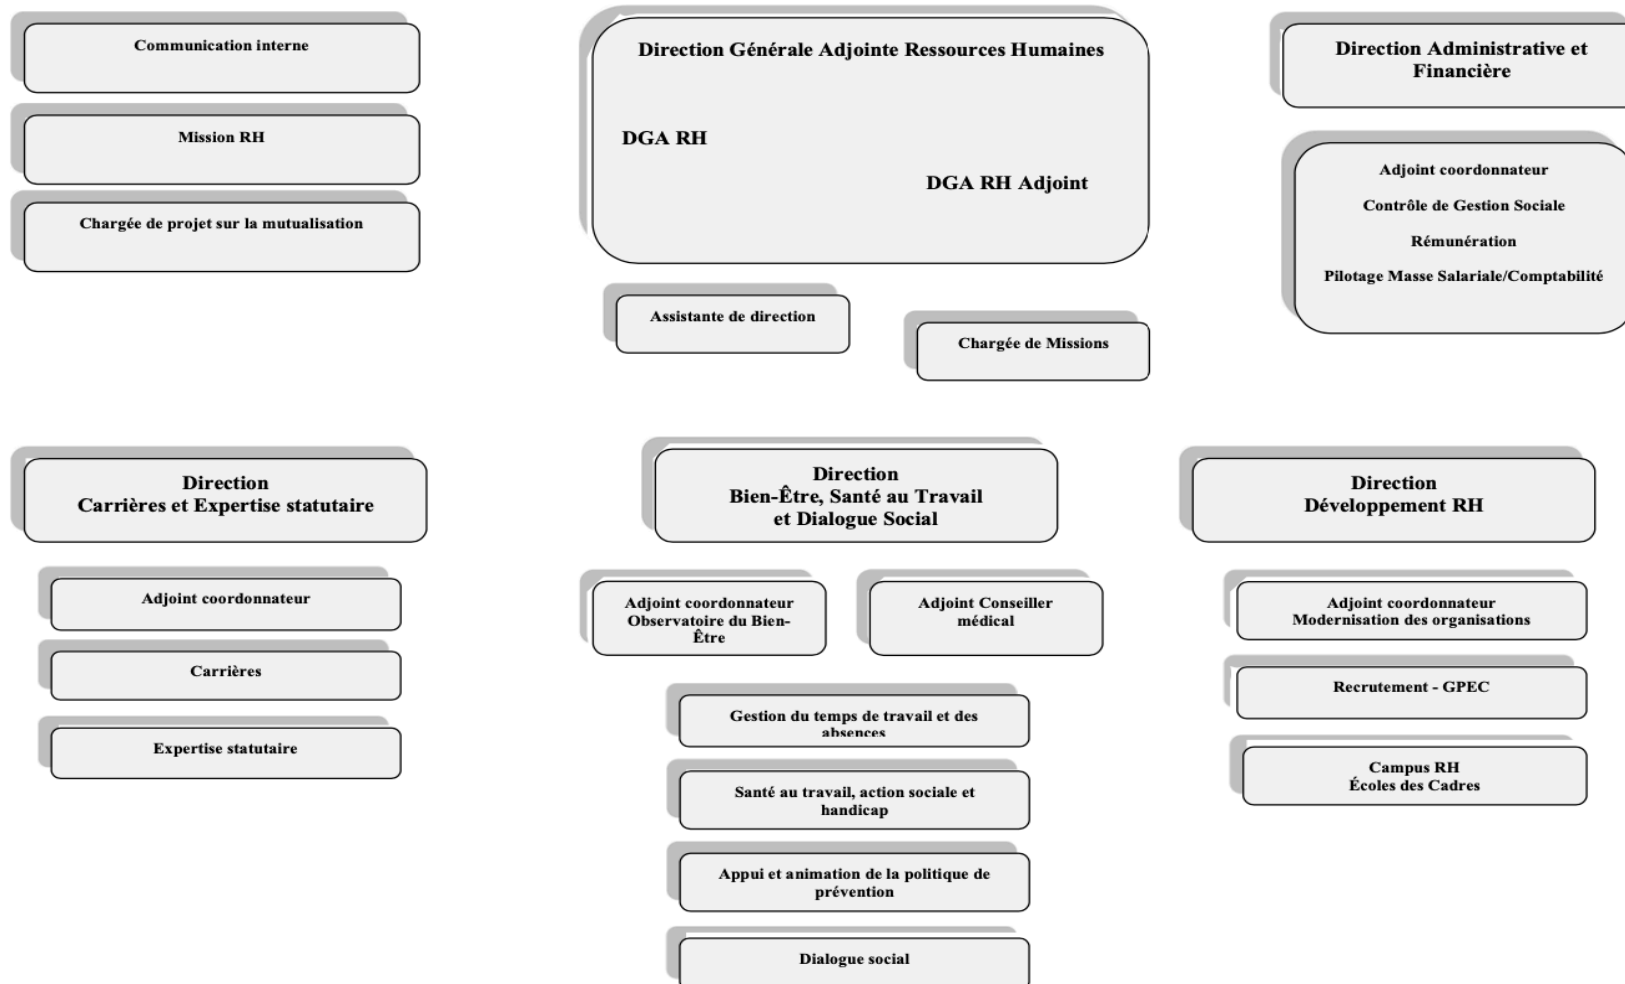 Communication interne
Mission RH
Chargée de projet sur la mutualisation
Direction Générale Adjointe Ressources Humaines
DGA RH
DGA RH Adjoint
Assistante de direction
Chargée de Missions
Direction Administrative et
Financière
Adjoint coordonnateur
Contrôle de Gestion Sociale
Rémunération
Pilotage Masse Salariale/Comptabilité
Direction
Carrières et Expertise statutaire
Adjoint coordonnateur
Carrières
Expertise statutaire
Direction
Bien-Être, Santé au Travail
et Dialogue Social
Adjoint coordonnateur
Observatoire du Bien-
Être
Adjoint Conseiller
médical
Gestion du temps de travail et des
absences
Santé au travail, action sociale et
handicap
Appui et animation de la politique de
prévention
Dialogue social
Direction
Développement RH
Adjoint coordonnateur
Modernisation des organisations
Recrutement - GPEC
Campus RH
Écoles des Cadres